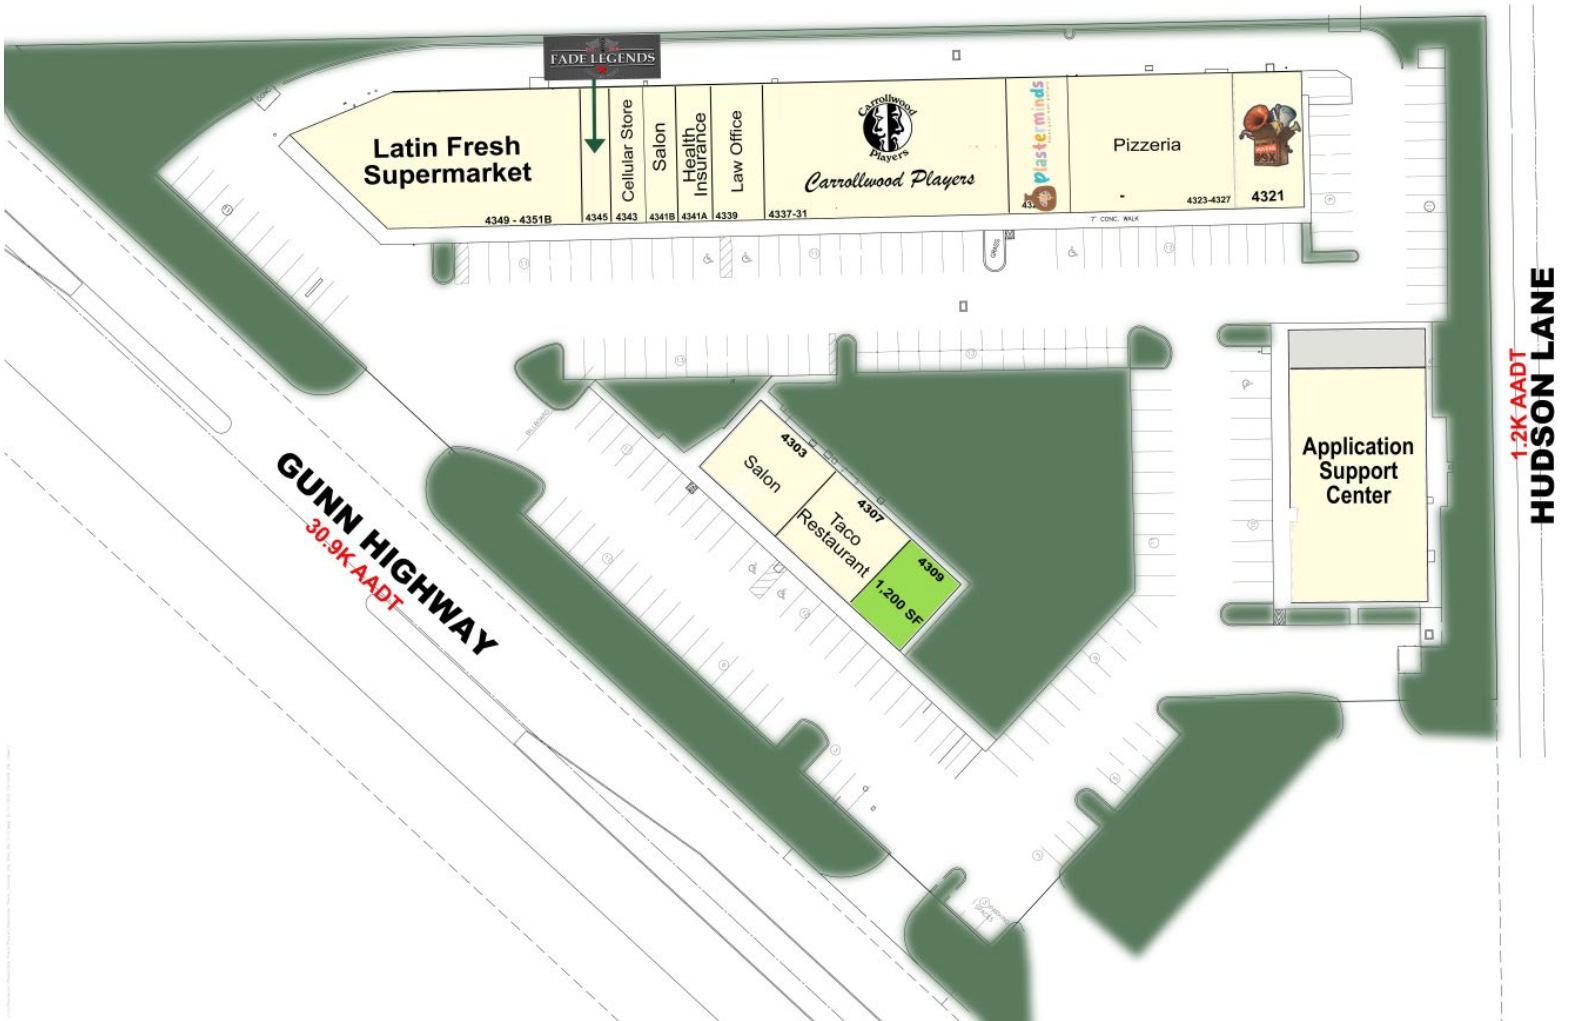 FADE LEGENDS
Latin Fresh
Supermarket
4349 - 4351B
4345
Cellular Store
4343
Salon
4341B
Health
Insurance
4341A
Law Office
4339
Carrollwood
Players
Carrollwood Players
4337-31
Plasterminds
Pizzeria
-
4323-4327
4321
7' CONC. WALK
GRASS
4303
Salon
4307
Taco
Restaurant
4309
1,200 SF
Application
Support
Center
BILLBOARD
GUNN HIGHWAY
30.9K AADT
HUDSON LANE
1.2K AADT